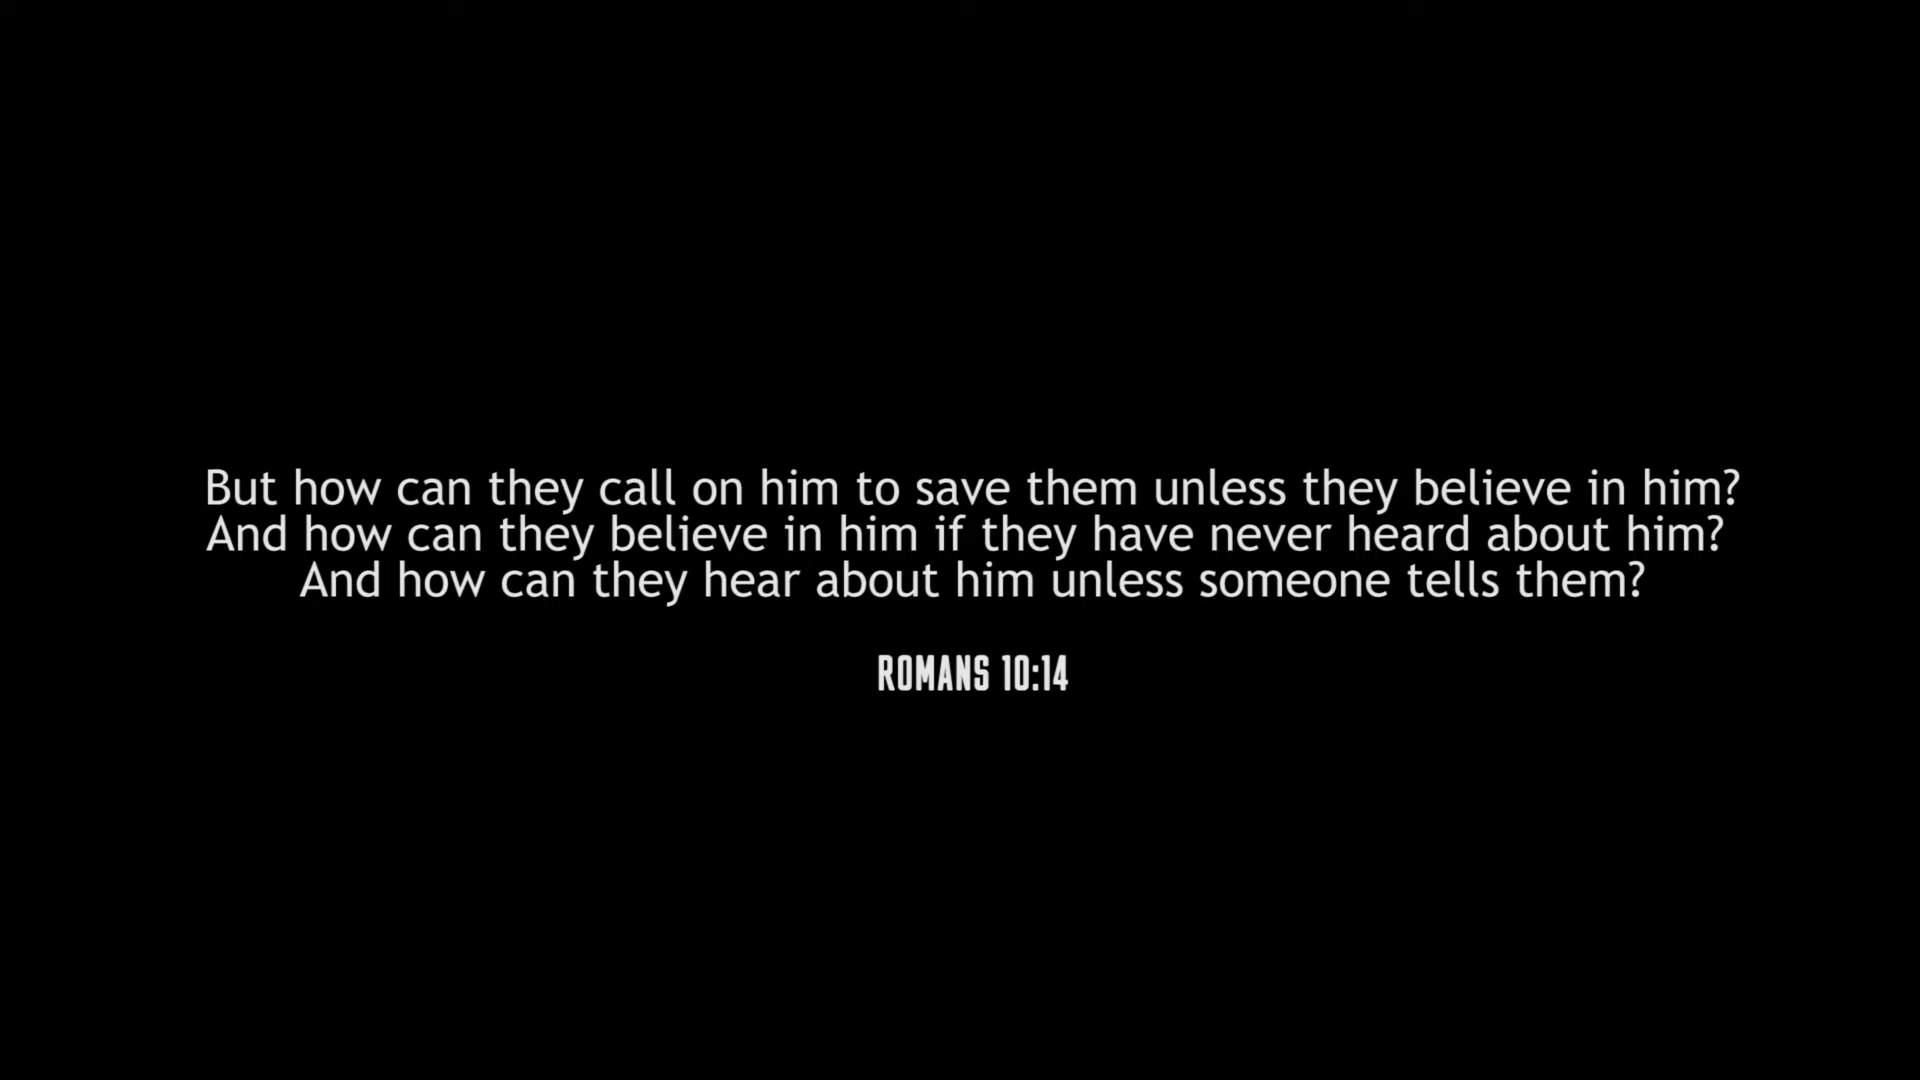 But how can they call on him to save them unless they believe in him?
And how can they believe in him if they have never heard about him?
And how can they hear about him unless someone tells them?
ROMANS 10:14